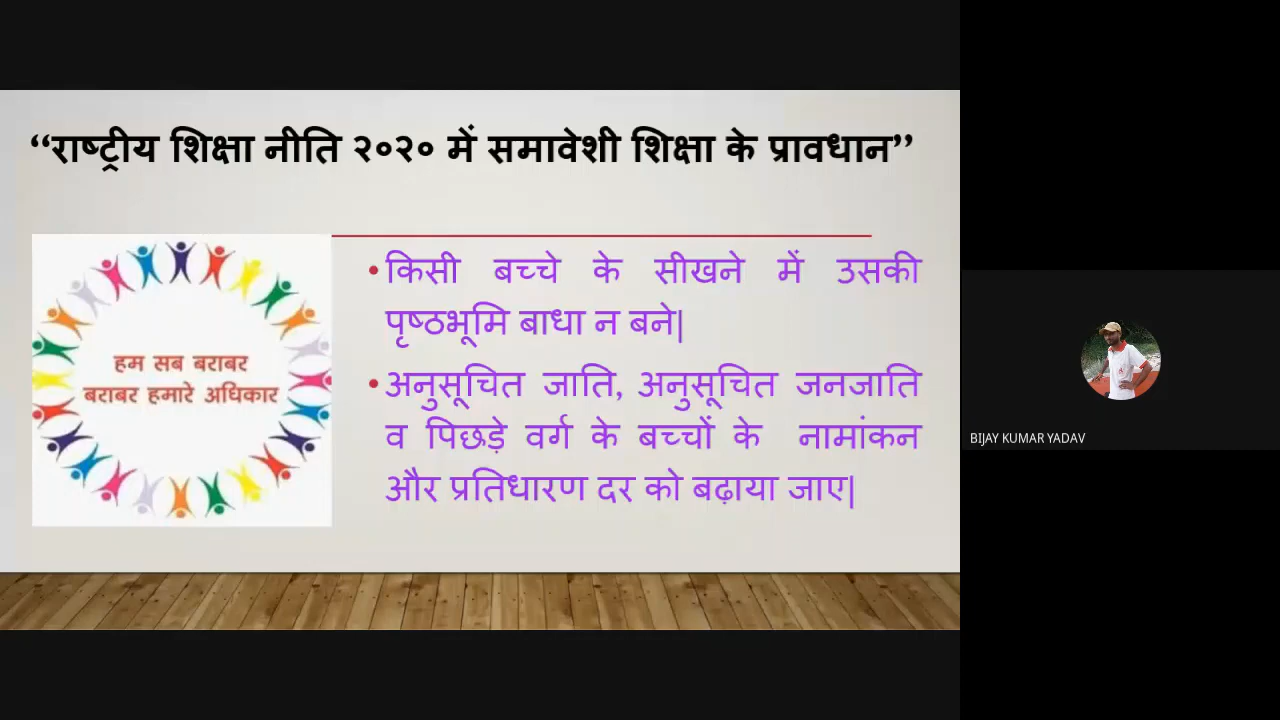 “राष्ट्रीय शिक्षा नीति २०२० में समावेशी शिक्षा के प्रावधान”
हम सब बराबर
बराबर हमारे अधिकार
•किसी बच्चे के सीखने में उसकी
पृष्ठभूमि बाधा न बने|
•अनुसूचित जाति, अनुसूचित जनजाति
व पिछड़े वर्ग के बच्चों के नामांकन
और प्रतिधारण दर को बढ़ाया जाए|
BIJAY KUMAR YADAV